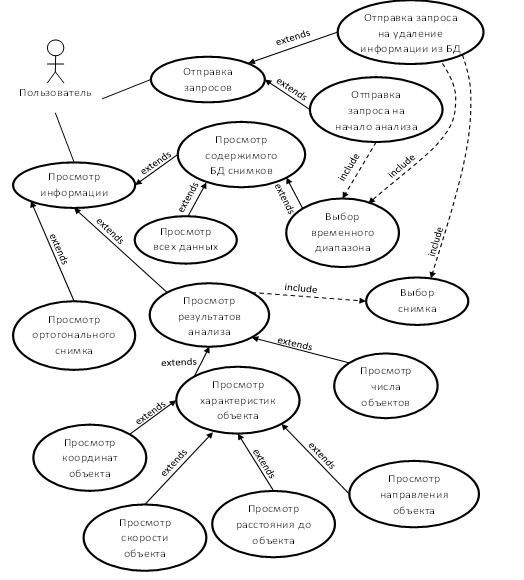 Отправка запроса
на удаление
информации из БД
extends
Пользователь
Отправка
запросов
extends
Отправка
запроса на
начало анализа
Просмотр
содержимого
БД снимков
extends
include
include
Просмотр
информации
extends
extends
Выбор
временного
диапазона
Просмотр
всех данных
extends
extends
include
Просмотр
результатов
анализа
include
Выбор
снимка
Просмотр
ортогонального
снимка
extends
extends
Просмотр
числа
объектов
Просмотр
характеристик
объекта
extends
Просмотр
координат
объекта
extends
extends
extends
Просмотр
направления
объекта
Просмотр
скорости
объекта
Просмотр
расстояния до
объекта